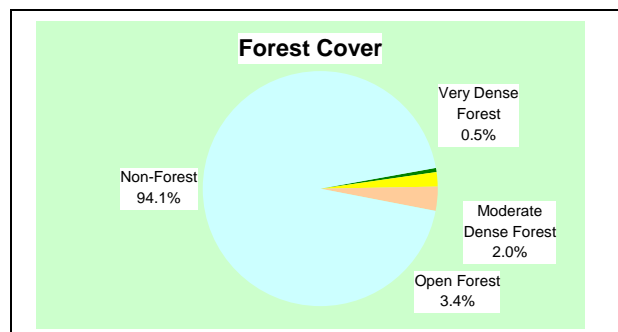 Forest Cover
Very Dense
Forest
0.5%
Non-Forest
94.1%
Moderate
Dense Forest
2.0%
Open Forest
3.4%